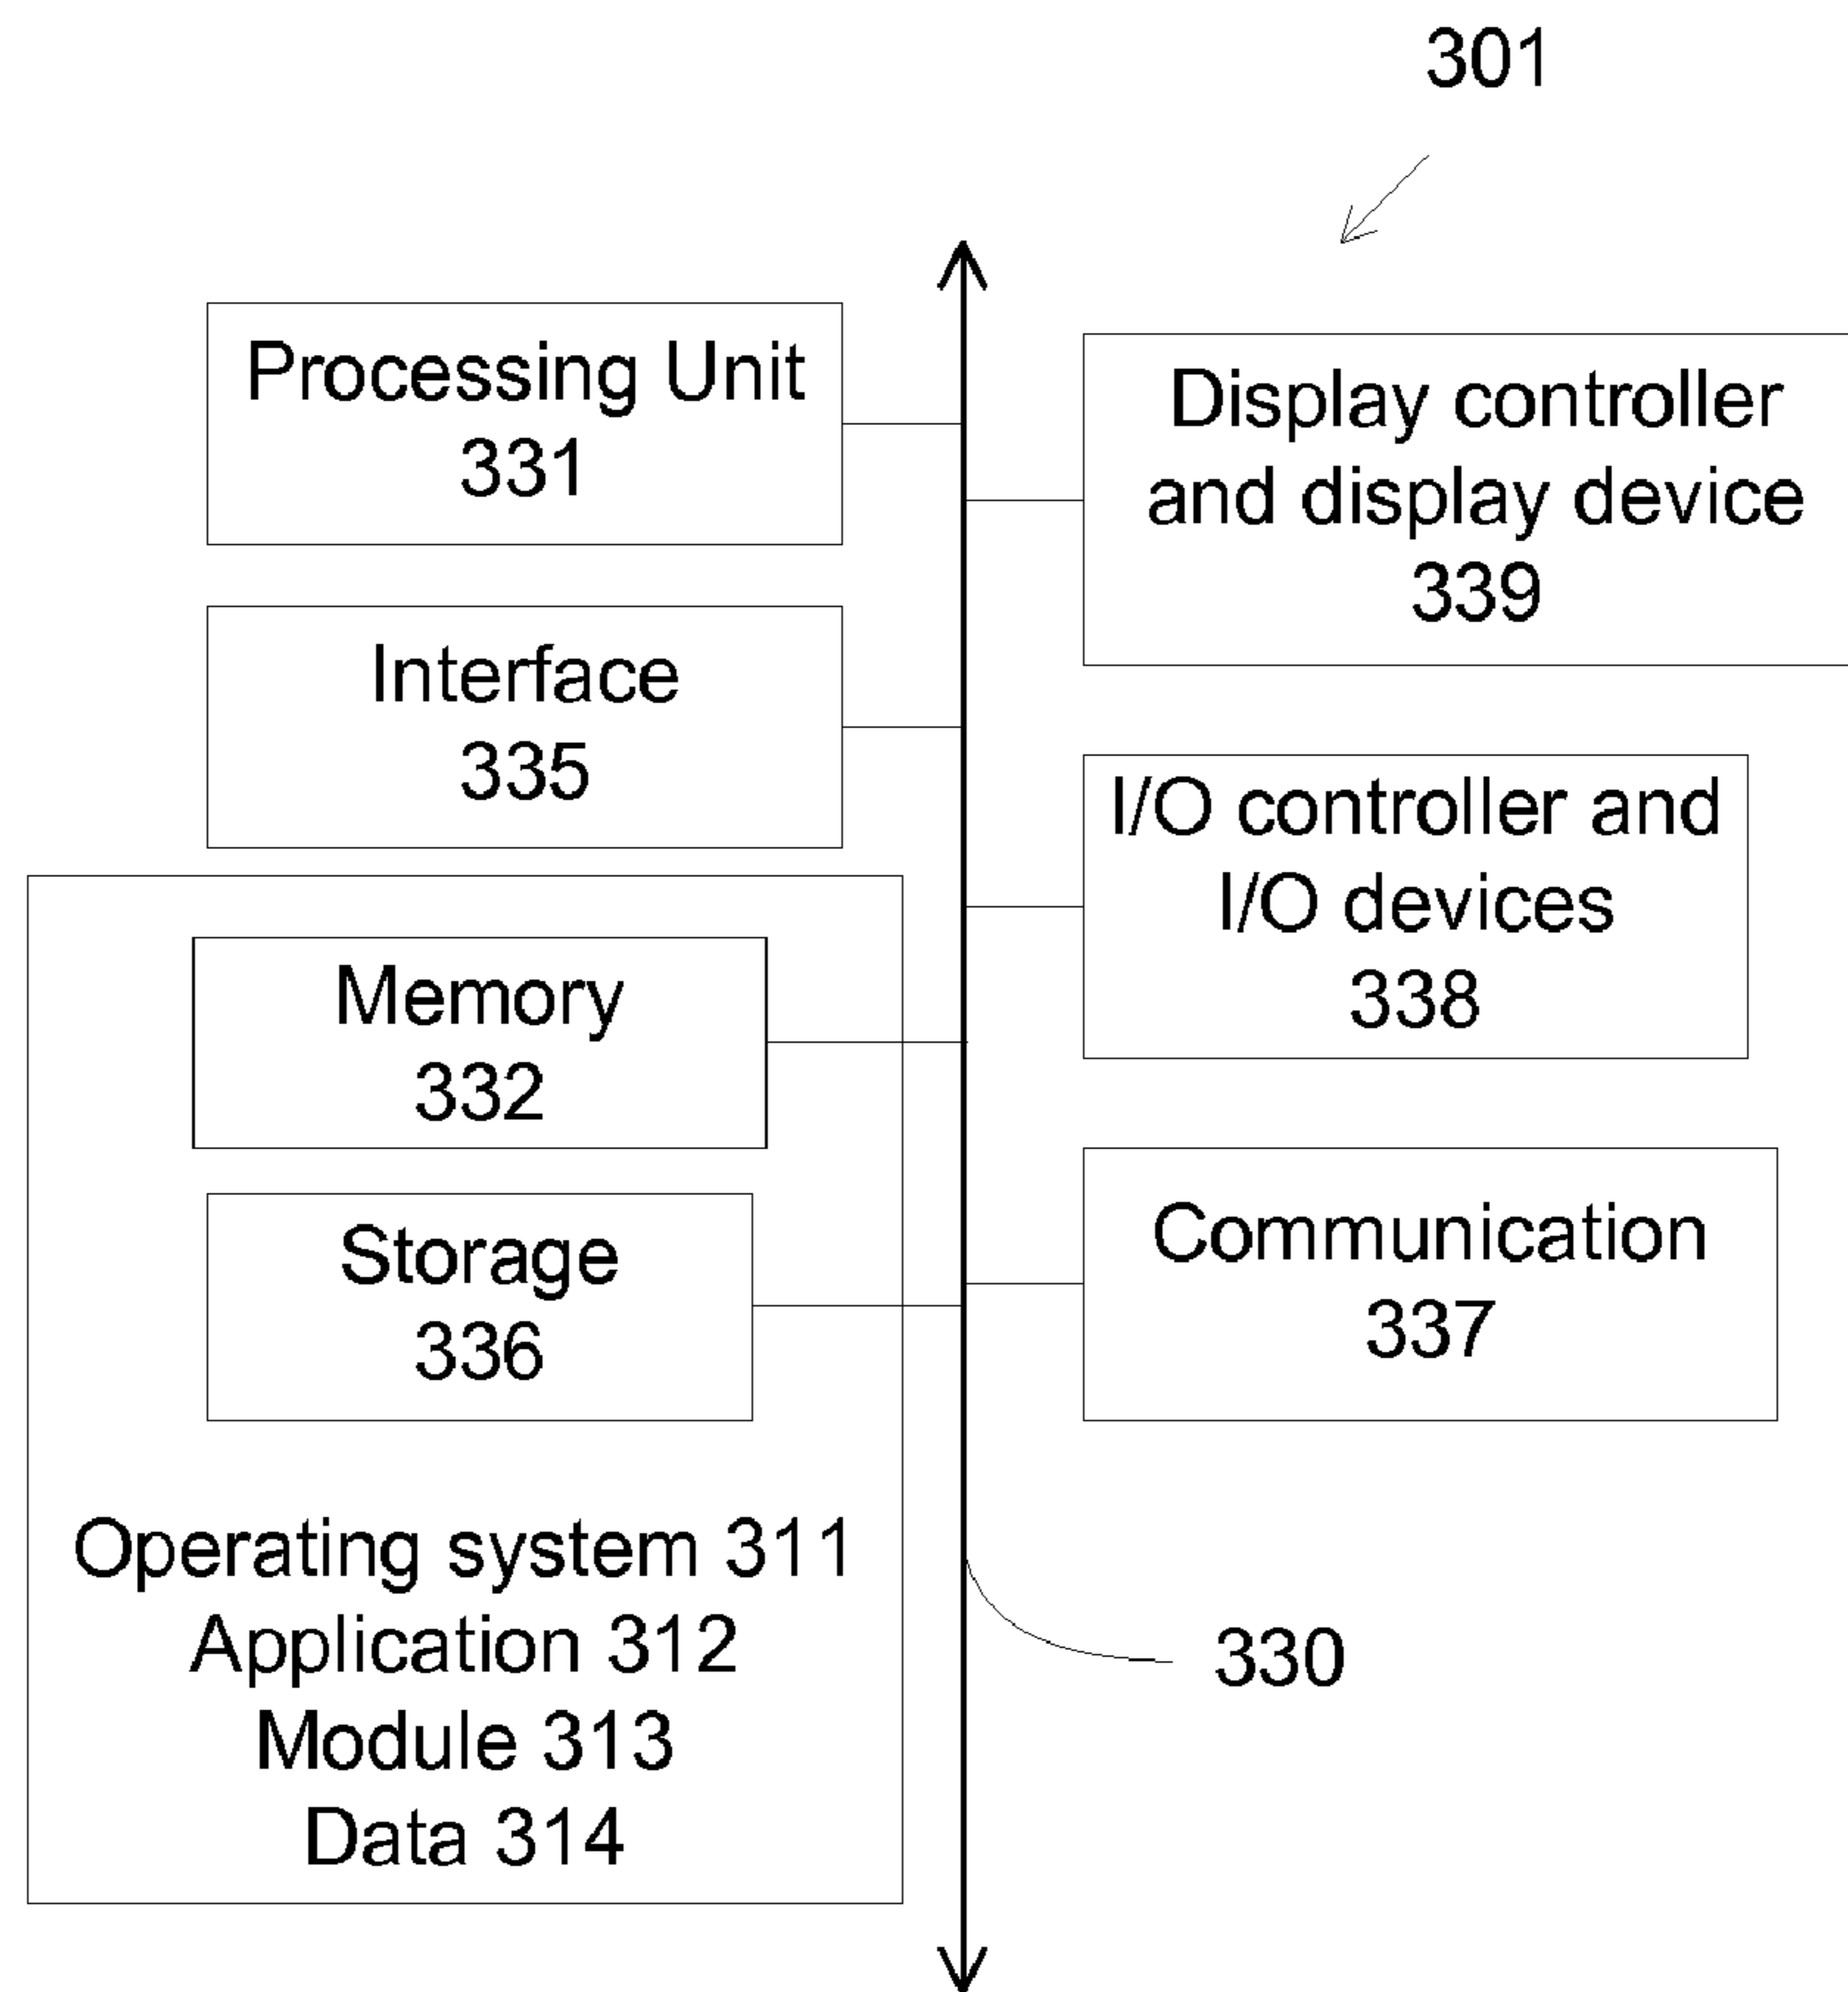 301
Processing Unit
331
Display controller
and display device
339
Interface
335
I/O controller and
I/O devices
338
Memory
332
Storage
336
Communication
337
Operating system 311
Application 312
Module 313
Data 314
330